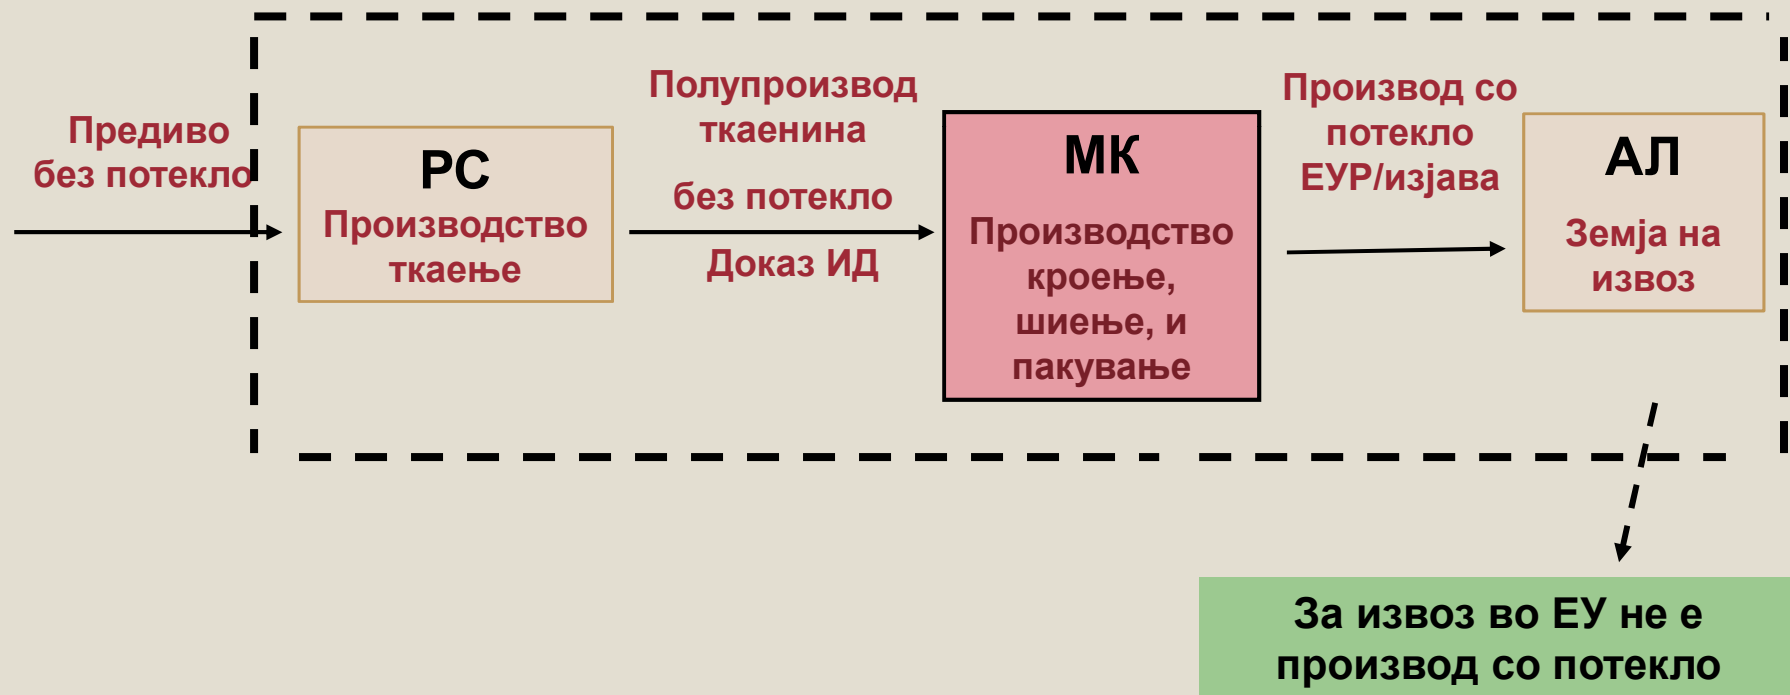 Предиво
без потекло
РС
Производство
ткаење
Полупроизвод
ткаенина
без потекло
Доказ ИД
МК
Производство
кроење,
шиење, и
пакување
Производ со
потекло
ЕУР/изјава
АЛ
Земја на
извоз
За извоз во ЕУ не е
производ со потекло